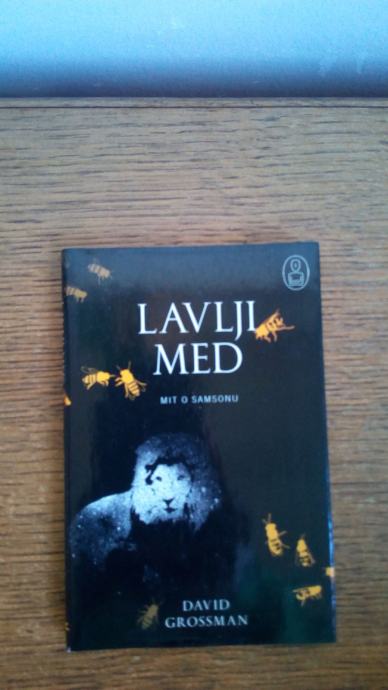 LAVLJI
MED
MIT O SAMSONU
DAVID
GROSSMAN